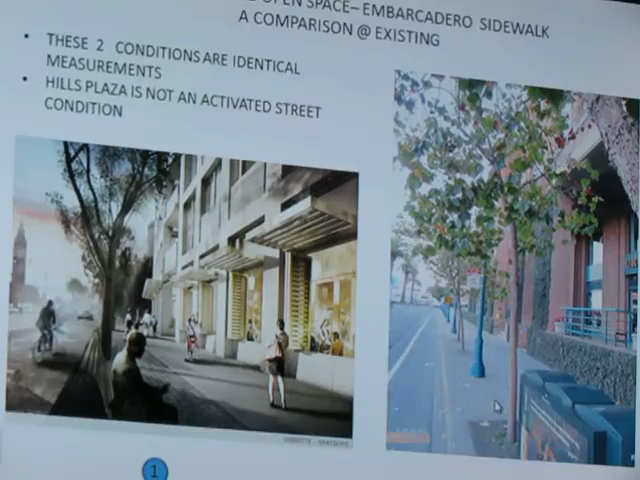 OPEN SPACE– EMBARCADERO SIDEWALK
A COMPARISON @ EXISTING
• THESE 2 CONDITIONS ARE IDENTICAL
MEASUREMENTS
• HILLS PLAZA IS NOT AN ACTIVATED STREET
CONDITION
1